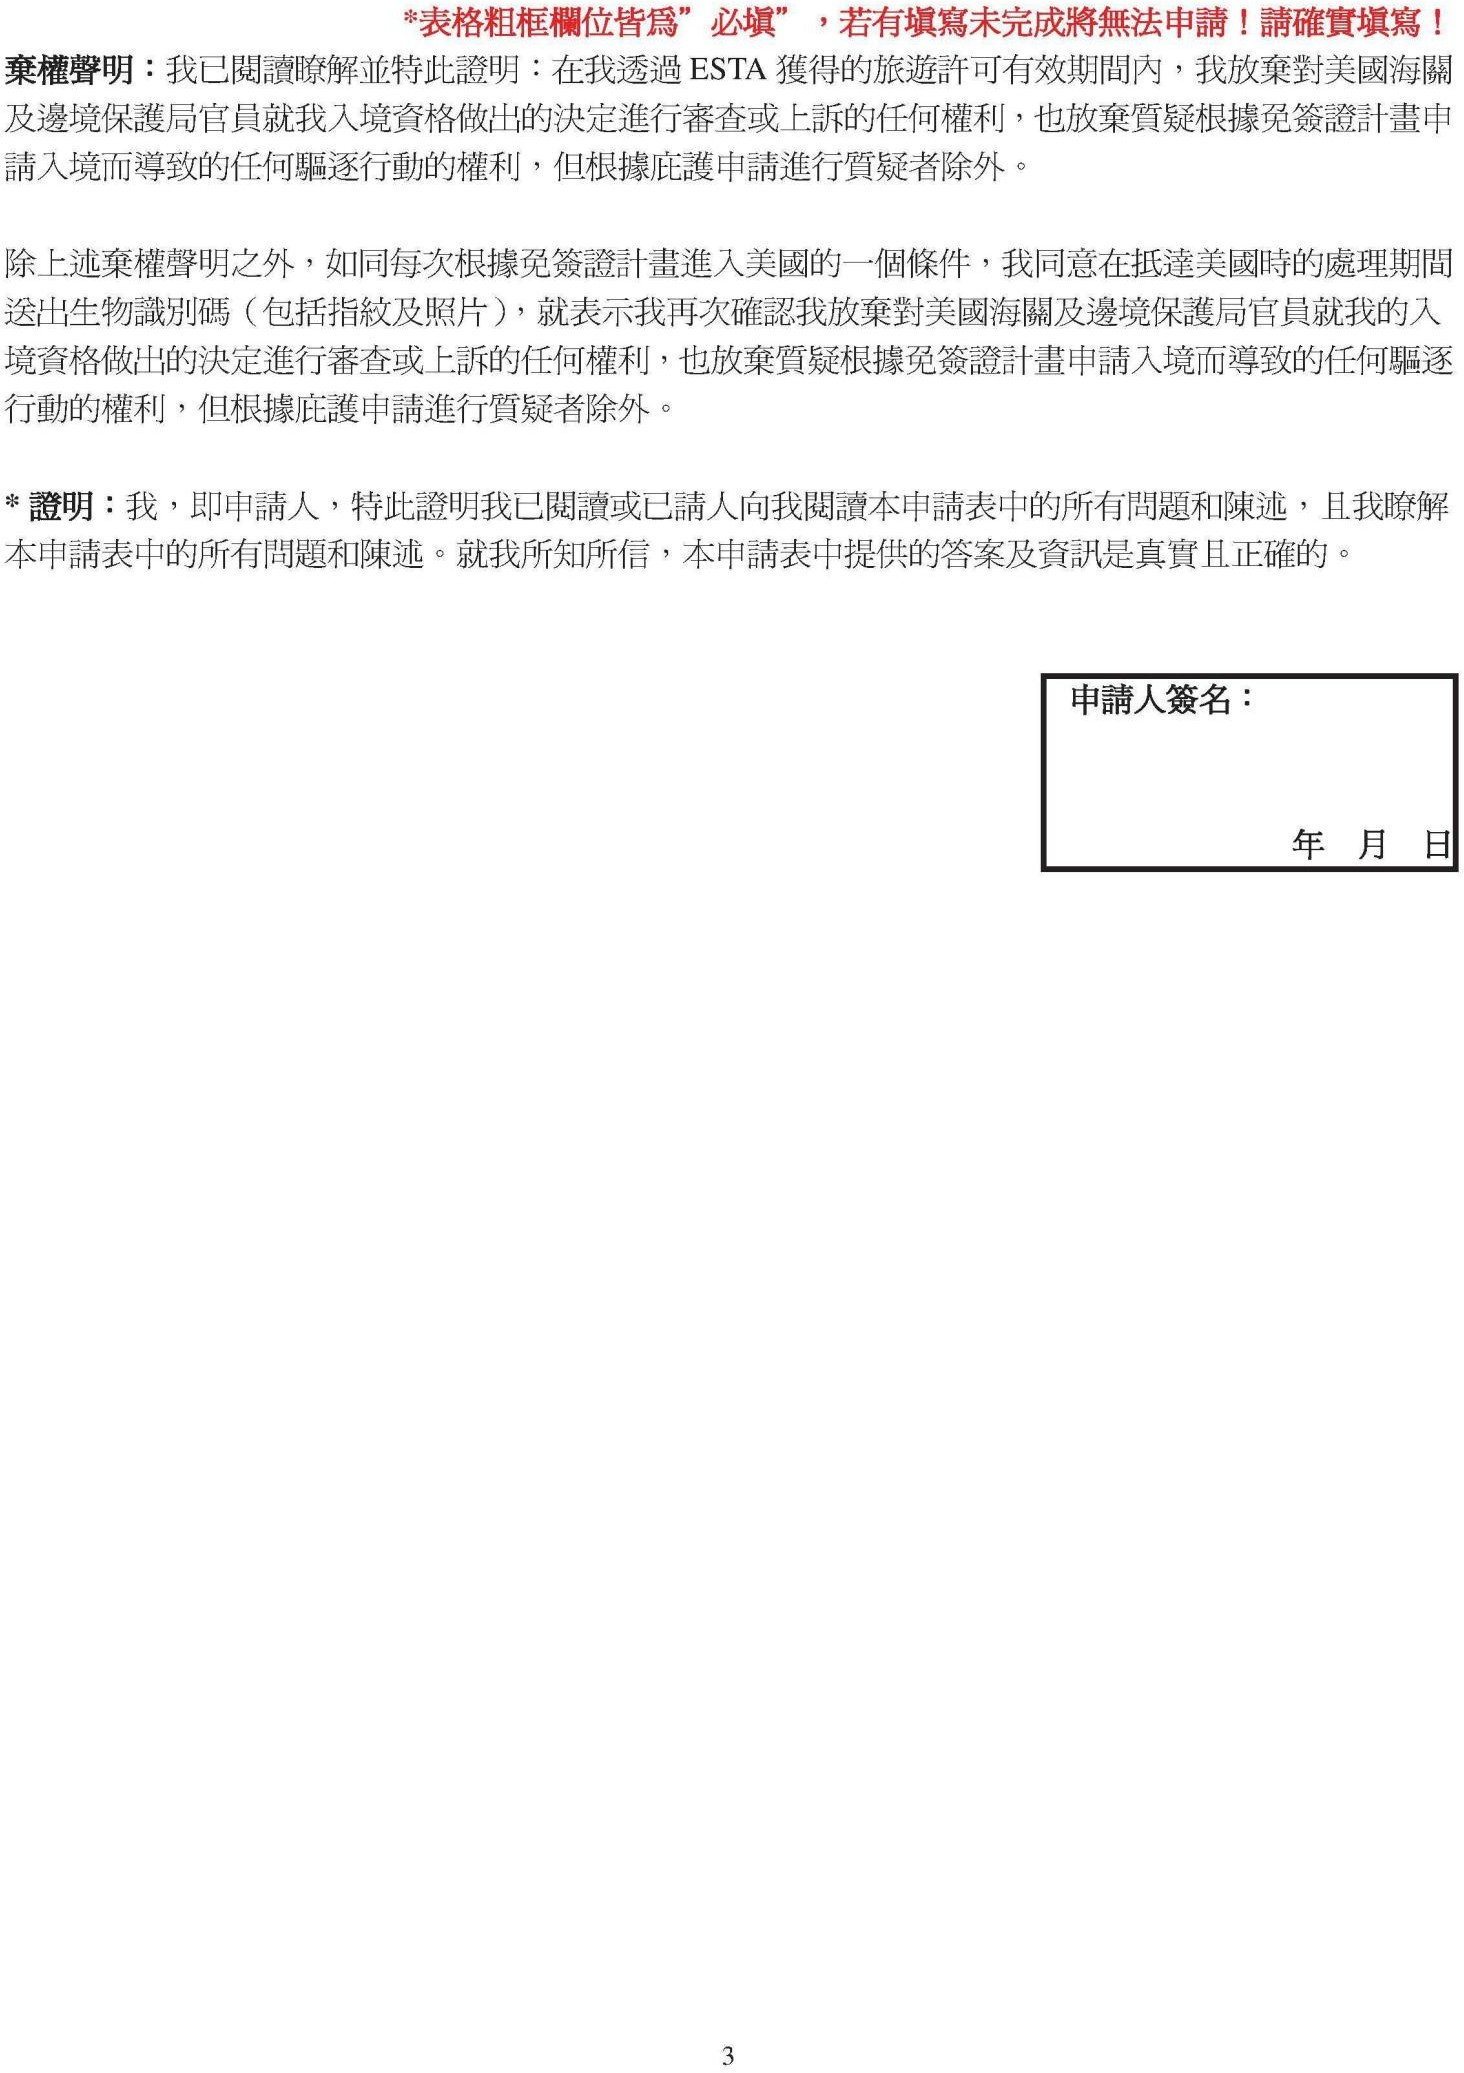 *表格粗框欄位皆為”必填”，若有填寫未完成將無法申請！請確實填寫！
棄權聲明：我已閱讀瞭解並特此證明：在我透過 ESTA 獲得的旅遊許可有效期間內，我放棄對美國海關
及邊境保護局官員就我入境資格做出的決定進行審查或上訴的任何權利，也放棄質疑根據免簽證計畫申
請入境而導致的任何驅逐行動的權利，但根據庇護申請進行質疑者除外。
除上述棄權聲明之外，如同每次根據免簽證計畫進入美國的一個條件，我同意在抵達美國時的處理期間
送出生物識別碼（包括指紋及照片），就表示我再次確認我放棄對美國海關及邊境保護局官員就我的入
境資格做出的決定進行審查或上訴的任何權利，也放棄質疑根據免簽證計畫申請入境而導致的任何驅逐
行動的權利，但根據庇護申請進行質疑者除外。
* 證明：我，即申請人，特此證明我已閱讀或已請人向我閱讀本申請表中的所有問題和陳述，且我瞭解
本申請表中的所有問題和陳述。就我所知所信，本申請表中提供的答案及資訊是真實且正確的。
申請人簽名：
年 月 日
3